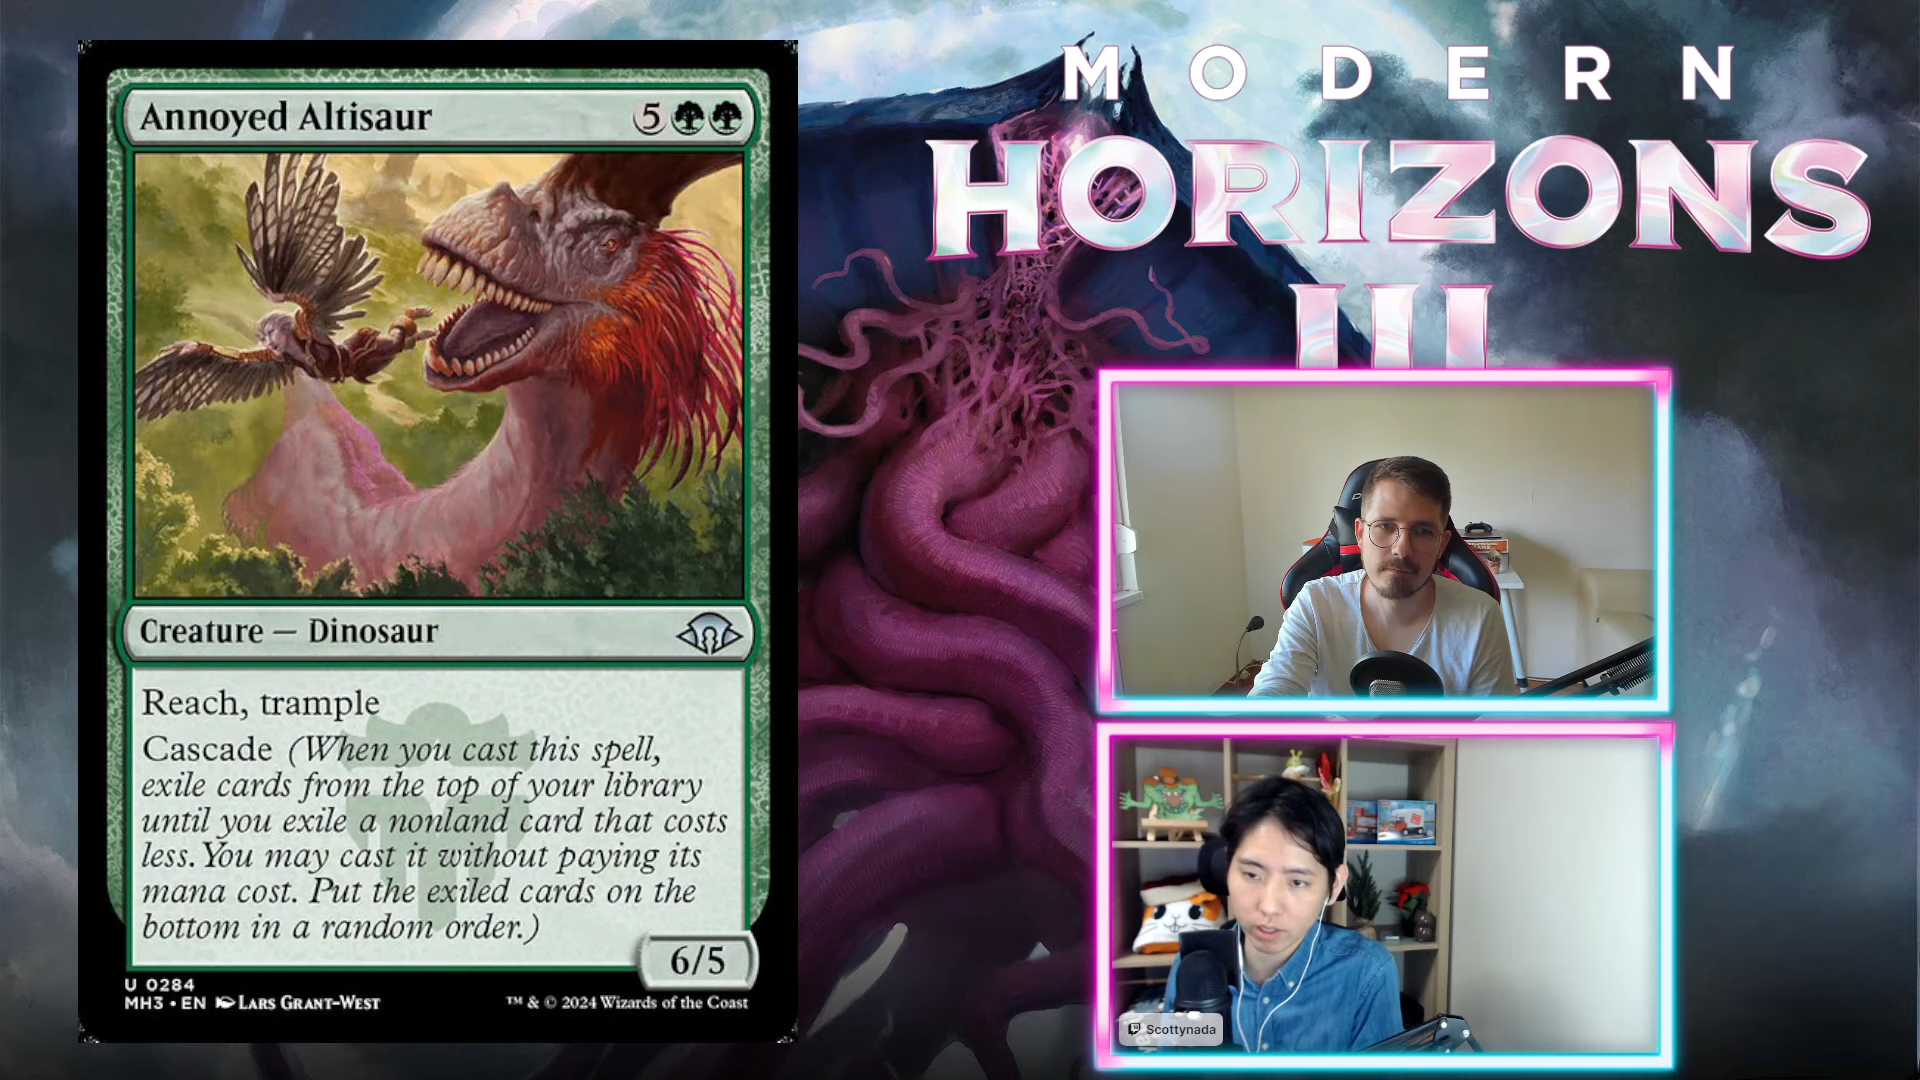 Annoyed Altisaur 5
Creature — Dinosaur
Reach, trample
Cascade (When you cast this spell,
exile cards from the top of your library
until you exile a nonland card that costs
less. You may cast it without paying its
mana cost. Put the exiled cards on the
bottom in a random order.)
6/5
U 0284
MH3 • EN Lars Grant-West
™ & © 2024 Wizards of the Coast
MODERN
HORIZONS
III
Scottynada